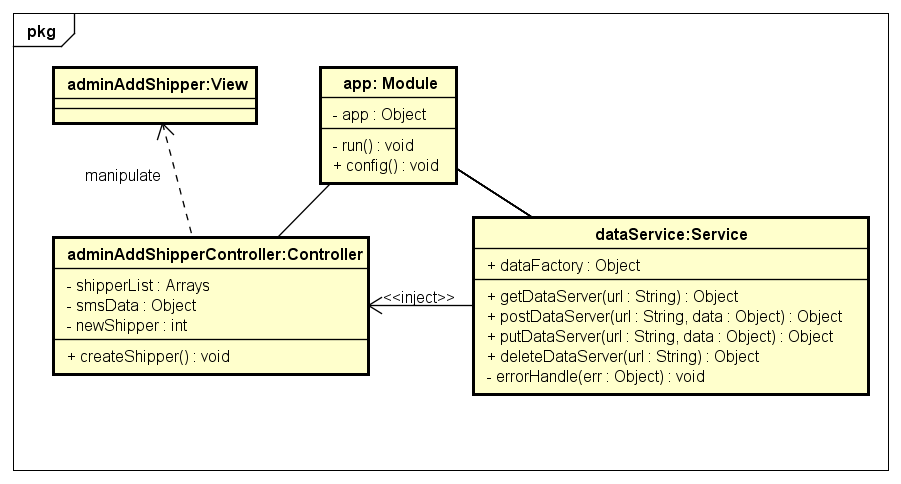 pkg
adminAddShipper:View
app: Module
- app : Object
- run() : void
+ config() : void
manipulate
adminAddShipperController:Controller
- shipperList : Arrays
- smsData : Object
- newShipper : int
+ createShipper() : void
<<inject>>
dataService:Service
+ dataFactory : Object
+ getDataServer(url : String) : Object
+ postDataServer(url : String, data : Object) : Object
+ putDataServer(url : String, data : Object) : Object
+ deleteDataServer(url : String) : Object
- errorHandle(err : Object) : void